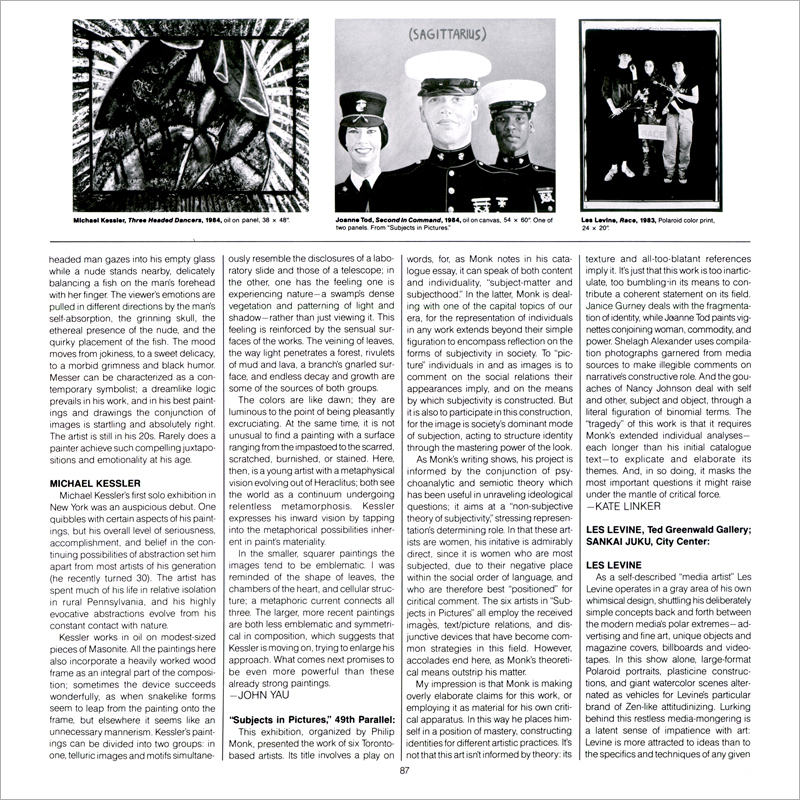 (SAGITTARIUS)
RACE
Michael Kessler, Three Headed Dancers, 1984, oil on panel, 38 × 48".
Joanne Tod, Second in Command, 1984, oil on canvas, 54 × 60". One of
two panels. From "Subjects in Pictures."
Les Levine, Race, 1983, Polaroid color print,
24 × 20".
headed man gazes into his empty glass
while a nude stands nearby, delicately
balancing a fish on the man's forehead
with her finger. The viewer's emotions are
pulled in different directions by the man's
self-absorption, the grinning skull, the
ethereal presence of the nude, and the
quirky placement of the fish. The mood
moves from jokiness, to a sweet delicacy,
to a morbid grimness and black humor.
Messer can be characterized as a con-
temporary symbolist; a dreamlike logic
prevails in his work, and in his best paint-
ings and drawings the conjunction of
images is startling and absolutely right.
The artist is still in his 20s. Rarely does a
painter achieve such compelling juxtapo-
sitions and emotionality at his age.
MICHAEL KESSLER
Michael Kessler's first solo exhibition in
New York was an auspicious debut. One
quibbles with certain aspects of his paint-
ings, but his overall level of seriousness,
accomplishment, and belief in the con-
tinuing possibilities of abstraction set him
apart from most artists of his generation
(he recently turned 30). The artist has
spent much of his life in relative isolation
in rural Pennsylvania, and his highly
evocative abstractions evolve from his
constant contact with nature.
Kessler works in oil on modest-sized
pieces of Masonite. All the paintings here
also incorporate a heavily worked wood
frame as an integral part of the composi-
tion; sometimes the device succeeds
wonderfully, as when snakelike forms
seem to leap from the painting onto the
frame, but elsewhere it seems like an
unnecessary mannerism. Kessler's paint-
ings can be divided into two groups: in
one, telluric images and motifs simultane-
ously resemble the disclosures of a labo-
ratory slide and those of a telescope; in
the other, one has the feeling one is
experiencing nature—a swamp's dense
vegetation and patterning of light and
shadow—rather than just viewing it. This
feeling is reinforced by the sensual sur-
faces of the works. The veining of leaves,
the way light penetrates a forest, rivulets
of mud and lava, a branch's gnarled sur-
face, and endless decay and growth are
some of the sources of both groups.
The colors are like dawn; they are
luminous to the point of being pleasantly
excruciating. At the same time, it is not
unusual to find a painting with a surface
ranging from the impastoed to the scarred,
scratched, burnished, or stained. Here,
then, is a young artist with a metaphysical
vision evolving out of Heraclitus; both see
the world as a continuum undergoing
relentless metamorphosis. Kessler
expresses his inward vision by tapping
into the metaphorical possibilities inher-
ent in paint's materiality.
In the smaller, squarer paintings the
images tend to be emblematic. I was
reminded of the shape of leaves, the
chambers of the heart, and cellular struc-
ture; a metaphoric current connects all
three. The larger, more recent paintings
are both less emblematic and symmetri-
cal in composition, which suggests that
Kessler is moving on, trying to enlarge his
approach. What comes next promises to
be even more powerful than these
already strong paintings.
—JOHN YAU
"Subjects in Pictures," 49th Parallel:
This exhibition, organized by Philip
Monk, presented the work of six Toronto-
based artists. Its title involves a play on
words, for, as Monk notes in his cata-
logue essay, it can speak of both content
and individuality, "subject-matter and
subjecthood." In the latter, Monk is deal-
ing with one of the capital topics of our
era, for the representation of individuals
in any work extends beyond their simple
figuration to encompass reflection on the
forms of subjectivity in society. To "pic-
ture" individuals in and as images is to
comment on the social relations their
appearances imply, and on the means
by which subjectivity is constructed. But
it is also to participate in this construction,
for the image is society's dominant mode
of subjection, acting to structure identity
through the mastering power of the look.
As Monk's writing shows, his project is
informed by the conjunction of psy-
choanalytic and semiotic theory which
has been useful in unraveling ideological
questions; it aims at a "non-subjective
theory of subjectivity," stressing represen-
tation's determining role. In that these art-
ists are women, his initative is admirably
direct, since it is women who are most
subjected, due to their negative place
within the social order of language, and
who are therefore best "positioned" for
critical comment. The six artists in "Sub-
jects in Pictures" all employ the received
images, text/picture relations, and dis-
junctive devices that have become com-
mon strategies in this field. However,
accolades end here, as Monk's theoreti-
cal means outstrip his matter.
My impression is that Monk is making
overly elaborate claims for this work, or
employing it as material for his own criti-
cal apparatus. In this way he places him-
self in a position of mastery, constructing
identities for different artistic practices. It's
not that this art isn't informed by theory: its
texture and all-too-blatant references
imply it. It's just that this work is too inartic-
ulate, too bumbling in its means to con-
tribute a coherent statement on its field.
Janice Gurney deals with the fragmenta-
tion of identity, while Joanne Tod paints vig-
nettes conjoining woman, commodity, and
power. Shelagh Alexander uses compila-
tion photographs garnered from media
sources to make illegible comments on
narrative's constructive role. And the gou-
aches of Nancy Johnson deal with self
and other, subject and object, through a
literal figuration of binomial terms. The
"tragedy" of this work is that it requires
Monk's extended individual analyses—
each longer than his initial catalogue
text—to explicate and elaborate its
themes. And, in so doing, it masks the
most important questions it might raise
under the mantle of critical force.
—KATE LINKER
LES LEVINE, Ted Greenwald Gallery;
SANKAI JUKU, City Center:
LES LEVINE
As a self-described "media artist" Les
Levine operates in a gray area of his own
whimsical design, shuttling his deliberately
simple concepts back and forth between
the modern media's polar extremes—ad-
vertising and fine art, unique objects and
magazine covers, billboards and video-
tapes. In this show alone, large-format
Polaroid portraits, plasticine construc-
tions, and giant watercolor scenes alter-
nated as vehicles for Levine's particular
brand of Zen-like attitudinizing. Lurking
behind this restless media-mongering is
a latent sense of impatience with art:
Levine is more attracted to ideas than to
the specifics and techniques of any given
87